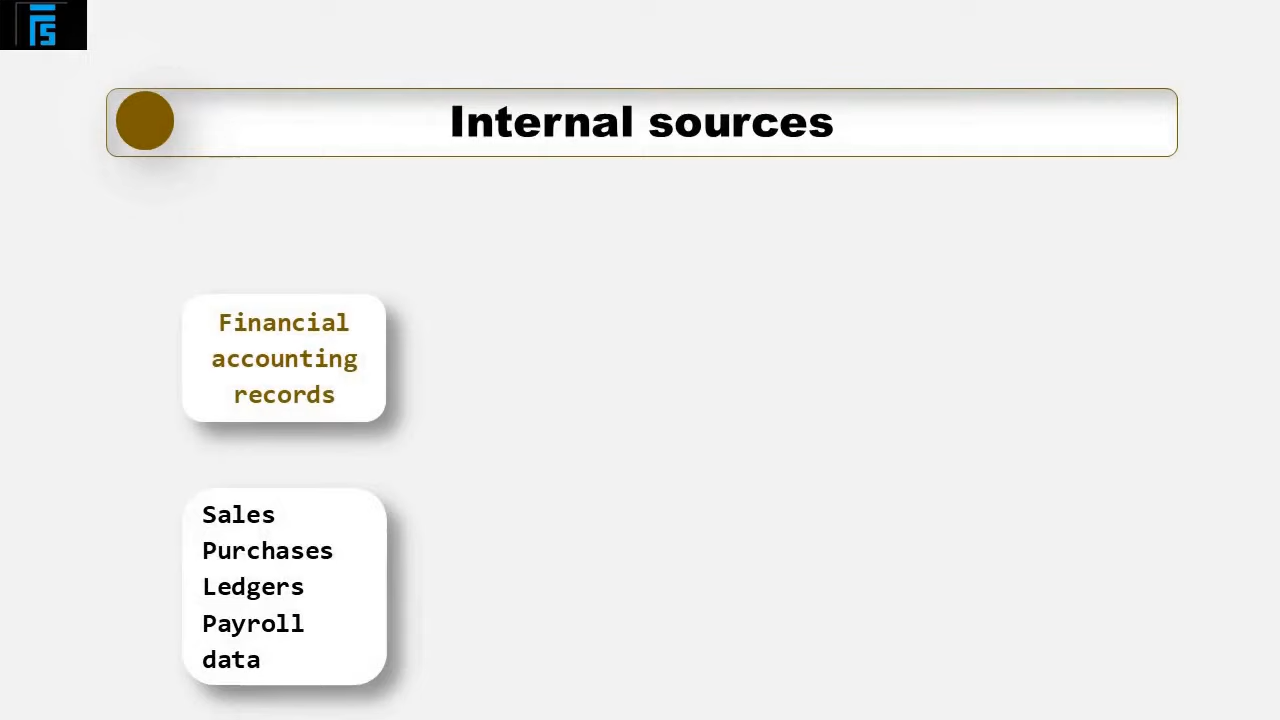 Internal sources
Financial
accounting
records
Sales
Purchases
Ledgers
Payroll
data